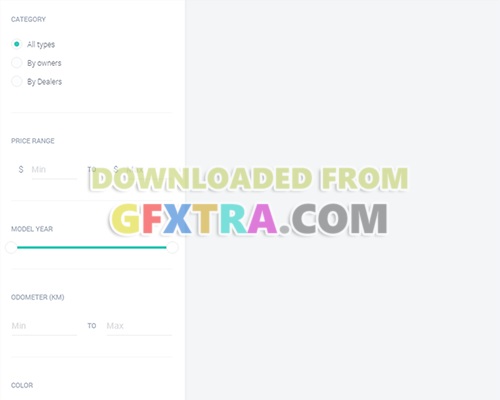 CATEGORY
All types
By owners
By Dealers
PRICE RANGE
$ Min TO $
DOWNLOADED FROM
GFXTRA.COM
MODEL YEAR
ODOMETER (KM)
Min TO Max
COLOR